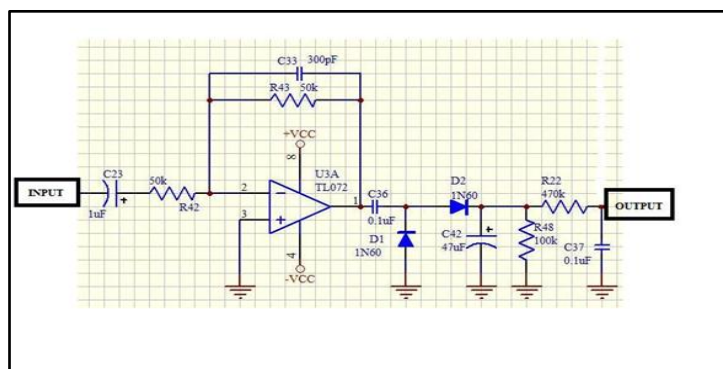 C33 300pF
R43 50k
+VCC
8
U3A
TL072
C23
50k
2
D2
1N60
R22
470k
INPUT
1uF
R42
3
1
C36
0.1uF
OUTPUT
D1
1N60
C42
47uF
R48
100k
C37
0.1uF
4
-VCC